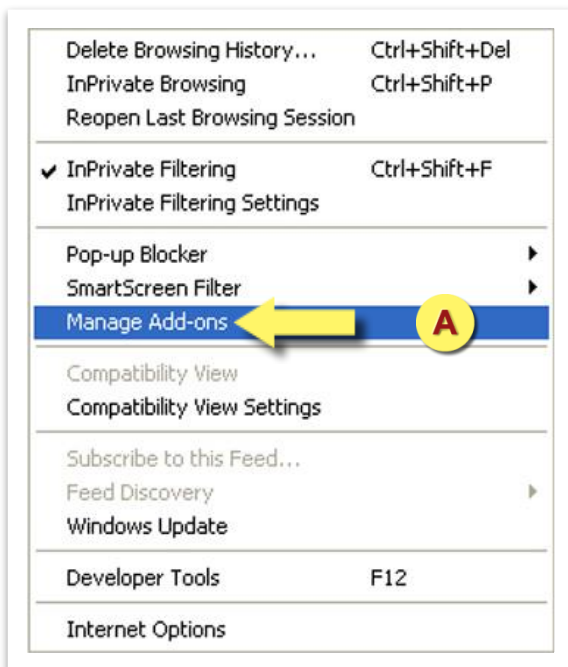 Delete Browsing History... Ctrl+Shift+Del
InPrivate Browsing Ctrl+Shift+P
Reopen Last Browsing Session
InPrivate Filtering Ctrl+Shift+F
InPrivate Filtering Settings
Pop-up Blocker
SmartScreen Filter
Manage Add-ons A
Compatibility View
Compatibility View Settings
Subscribe to this Feed...
Feed Discovery
Windows Update
Developer Tools F12
Internet Options